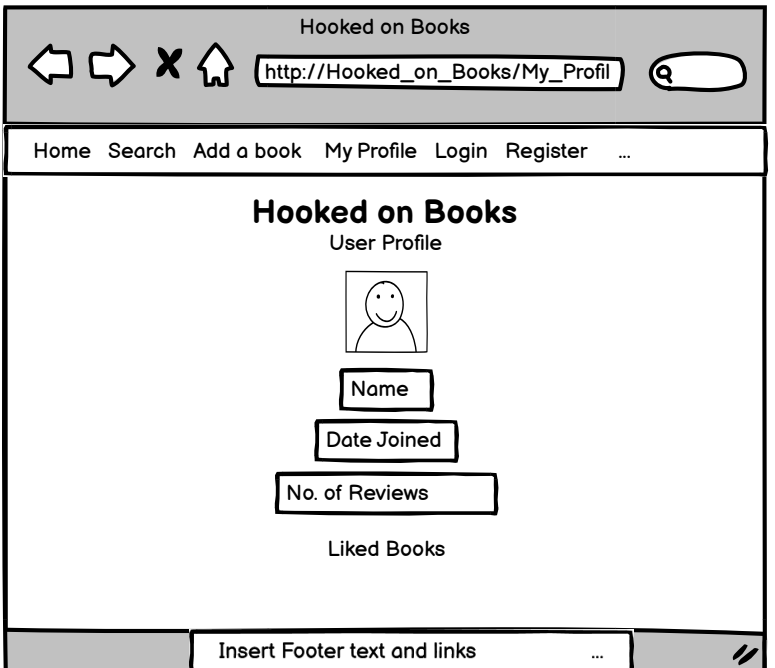 Hooked on Books
http://Hooked_on_Books/My_Profil
Home Search Add a book My Profile Login Register ...
Hooked on Books
User Profile
Name
Date Joined
No. of Reviews
Liked Books
Insert Footer text and links ...